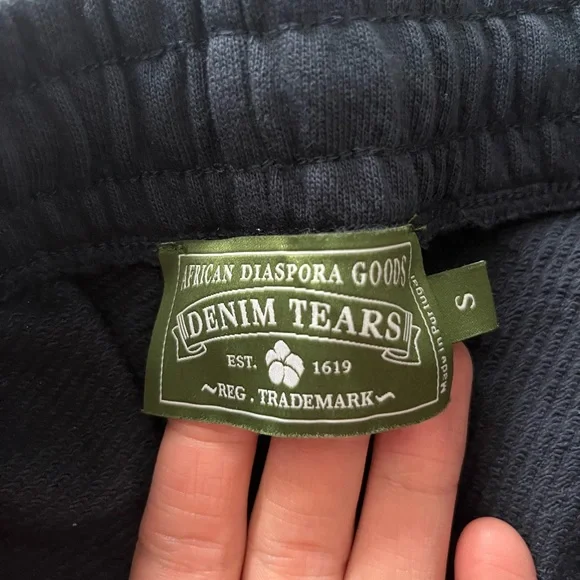 AFRICAN DIASPORA GOODS
DENIM TEARS
EST. 1619
~REG. TRADEMARK~
S
Made in Portugal